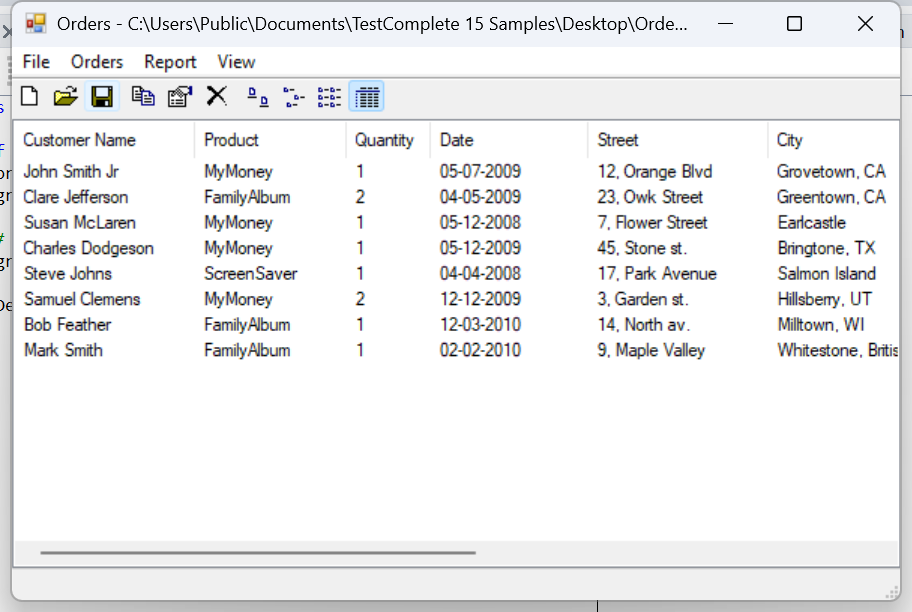 Orders - C:\Users\Public\Documents\TestComplete 15 Samples\Desktop\Orde...
File Orders Report View
Customer Name Product Quantity Date Street City
John Smith Jr MyMoney 1 05-07-2009 12, Orange Blvd Grovetown, CA
Clare Jefferson FamilyAlbum 2 04-05-2009 23, Owk Street Greentown, CA
Susan McLaren MyMoney 1 05-12-2008 7, Flower Street Earlcastle
Charles Dodgeson MyMoney 1 05-12-2009 45, Stone st. Bringtone, TX
Steve Johns ScreenSaver 1 04-04-2008 17, Park Avenue Salmon Island
Samuel Clemens MyMoney 2 12-12-2009 3, Garden st. Hillsberry, UT
Bob Feather FamilyAlbum 1 12-03-2010 14, North av. Milltown, WI
Mark Smith FamilyAlbum 1 02-02-2010 9, Maple Valley Whitestone, Britis